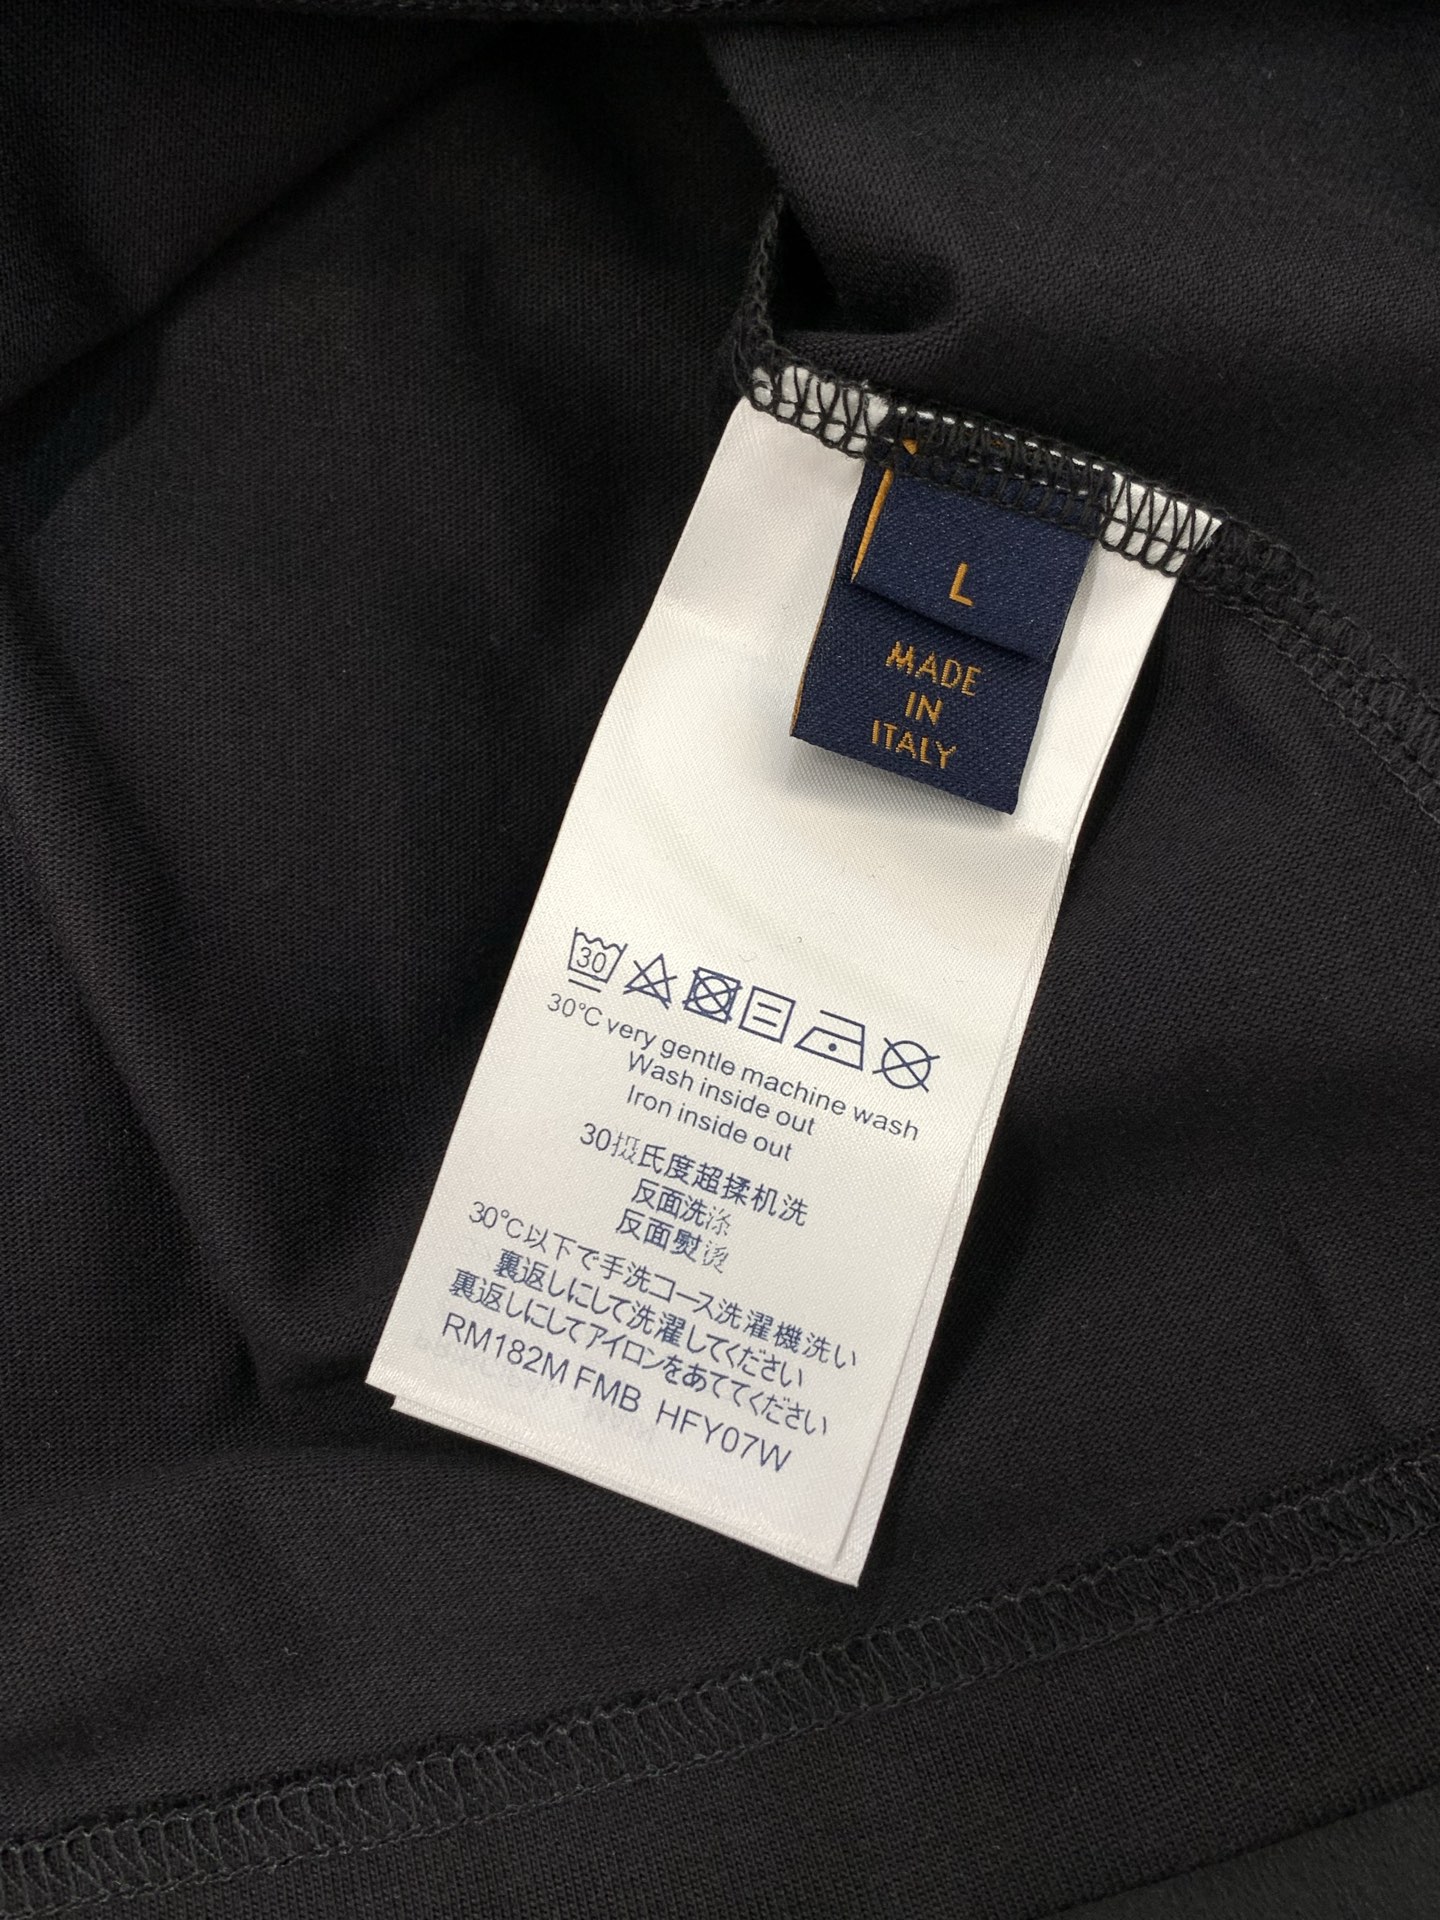 L
MADE
IN
ITALY
30
30°C very gentle machine wash
Wash inside out
Iron inside out
30摄氏度超揉机洗
反面洗涤
反面熨烫
30°C以下で手洗コース洗濯機洗い
裏返しにして洗濯してください
裏返しにしてアイロンをあててください
RM182M FMB HFY07W